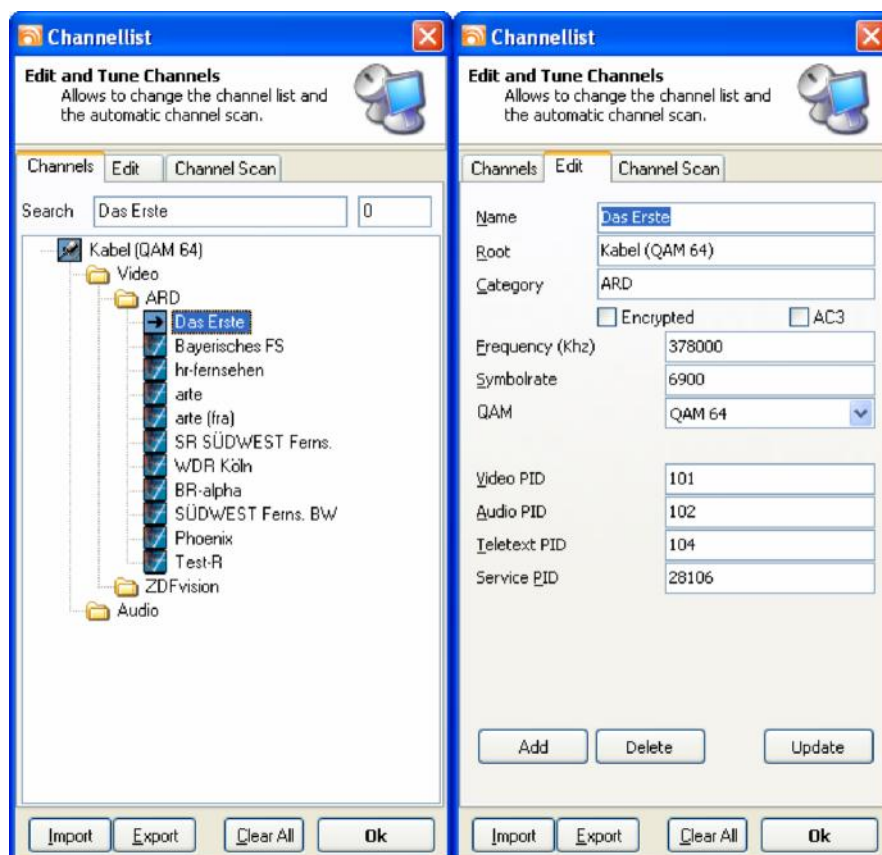 Channellist
Edit and Tune Channels
Allows to change the channel list and
the automatic channel scan.
Channels Edit Channel Scan
Search Das Erste 0
Kabel (QAM 64)
Video
ARD
Das Erste
Bayerisches FS
hr-fernsehen
arte
arte (fra)
SR SÜDWEST Ferns.
WDR Köln
BR-alpha
SÜDWEST Ferns. BW
Phoenix
Test-R
ZDFvision
Audio
Import Export Clear All Ok
Channellist
Edit and Tune Channels
Allows to change the channel list and
the automatic channel scan.
Channels Edit Channel Scan
Name Das Erste
Root Kabel (QAM 64)
Category ARD
Encrypted AC3
Frequency (Khz) 378000
Symbolrate 6900
QAM QAM 64
Video PID 101
Audio PID 102
Teletext PID 104
Service PID 28106
Add Delete Update
Import Export Clear All Ok